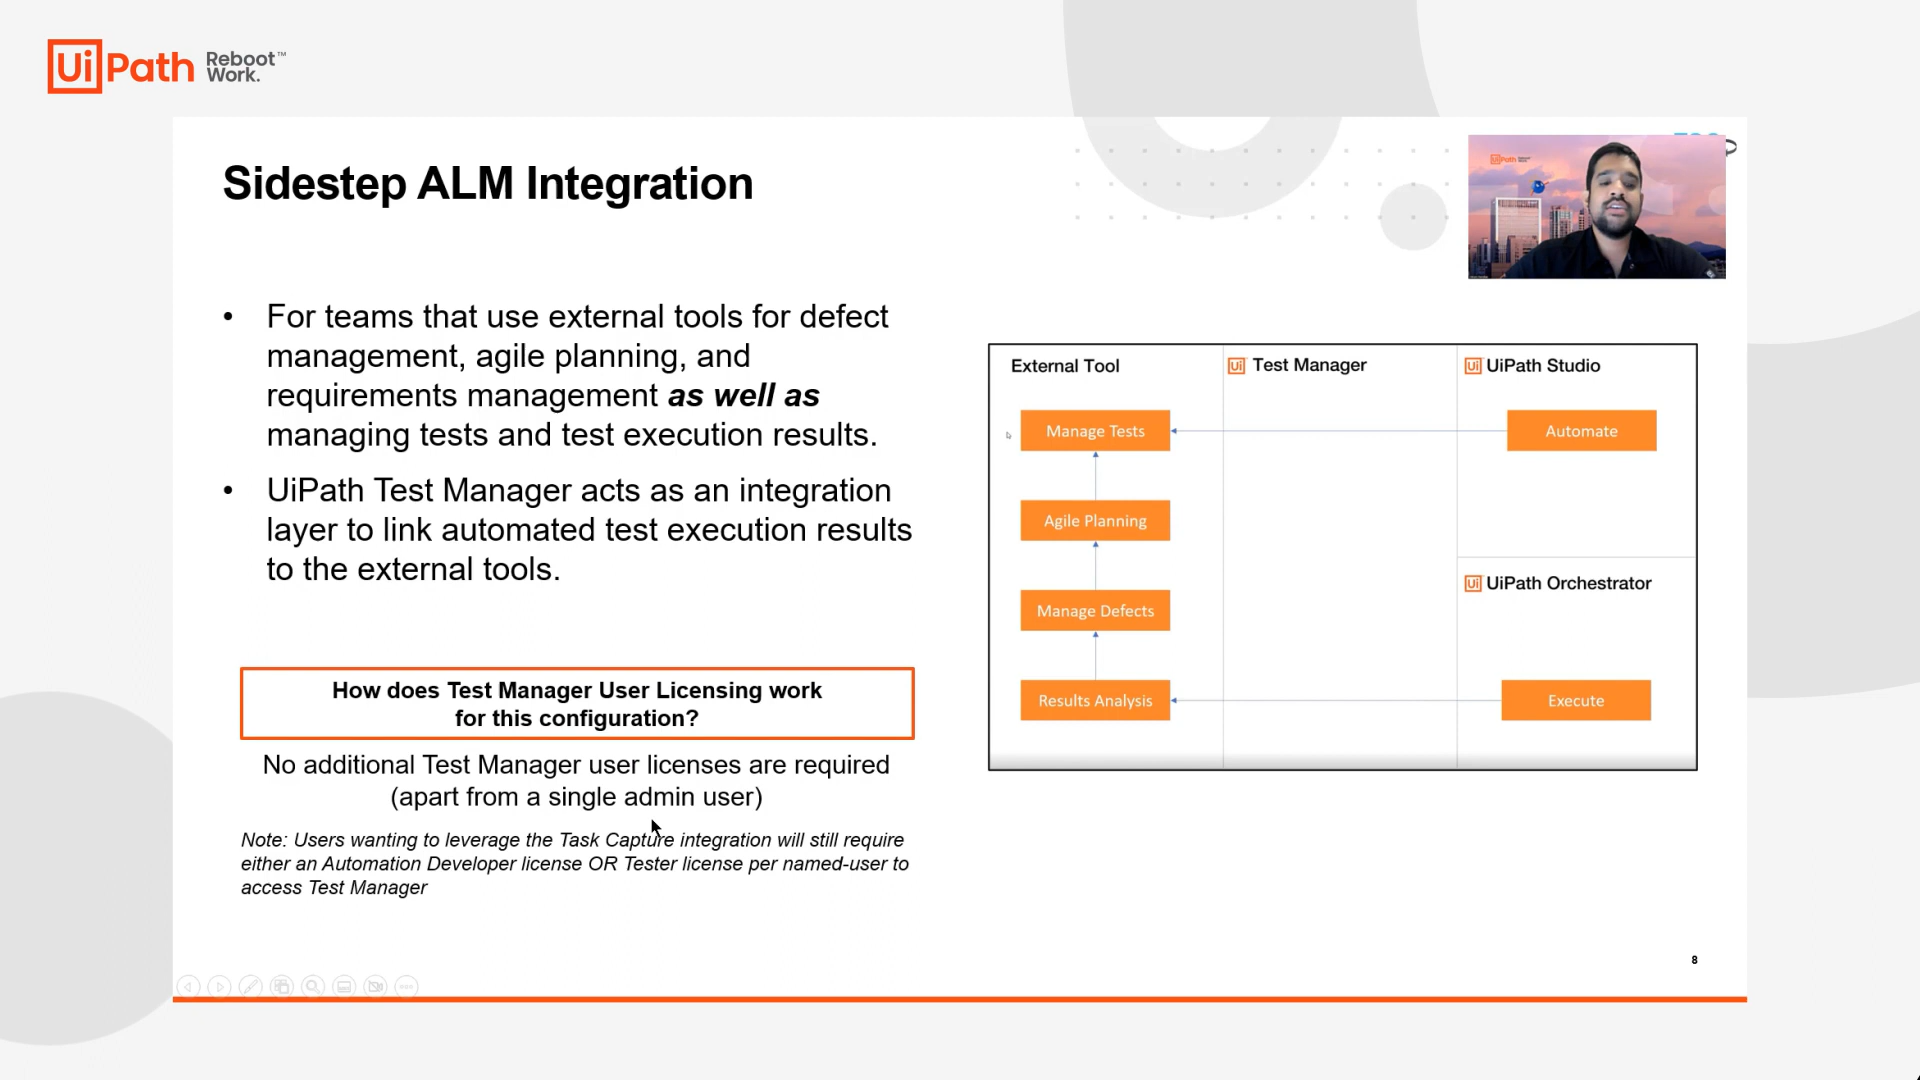 UiPath Reboot™
Work.
Sidestep ALM Integration
• For teams that use external tools for defect
management, agile planning, and
requirements management as well as
managing tests and test execution results.
• UiPath Test Manager acts as an integration
layer to link automated test execution results
to the external tools.
How does Test Manager User Licensing work
for this configuration?
No additional Test Manager user licenses are required
(apart from a single admin user)
Note: Users wanting to leverage the Task Capture integration will still require
either an Automation Developer license OR Tester license per named-user to
access Test Manager
UiPath
External Tool
Ui Test Manager
Ui UiPath Studio
Manage Tests
Automate
Agile Planning
Ui UiPath Orchestrator
Manage Defects
Results Analysis
Execute
8